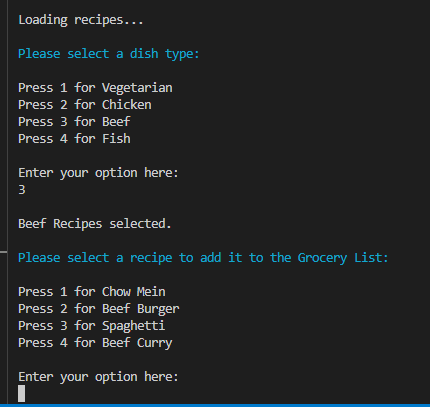 Loading recipes...
Please select a dish type:
Press 1 for Vegetarian
Press 2 for Chicken
Press 3 for Beef
Press 4 for Fish
Enter your option here:
3
Beef Recipes selected.
Please select a recipe to add it to the Grocery List:
Press 1 for Chow Mein
Press 2 for Beef Burger
Press 3 for Spaghetti
Press 4 for Beef Curry
Enter your option here: